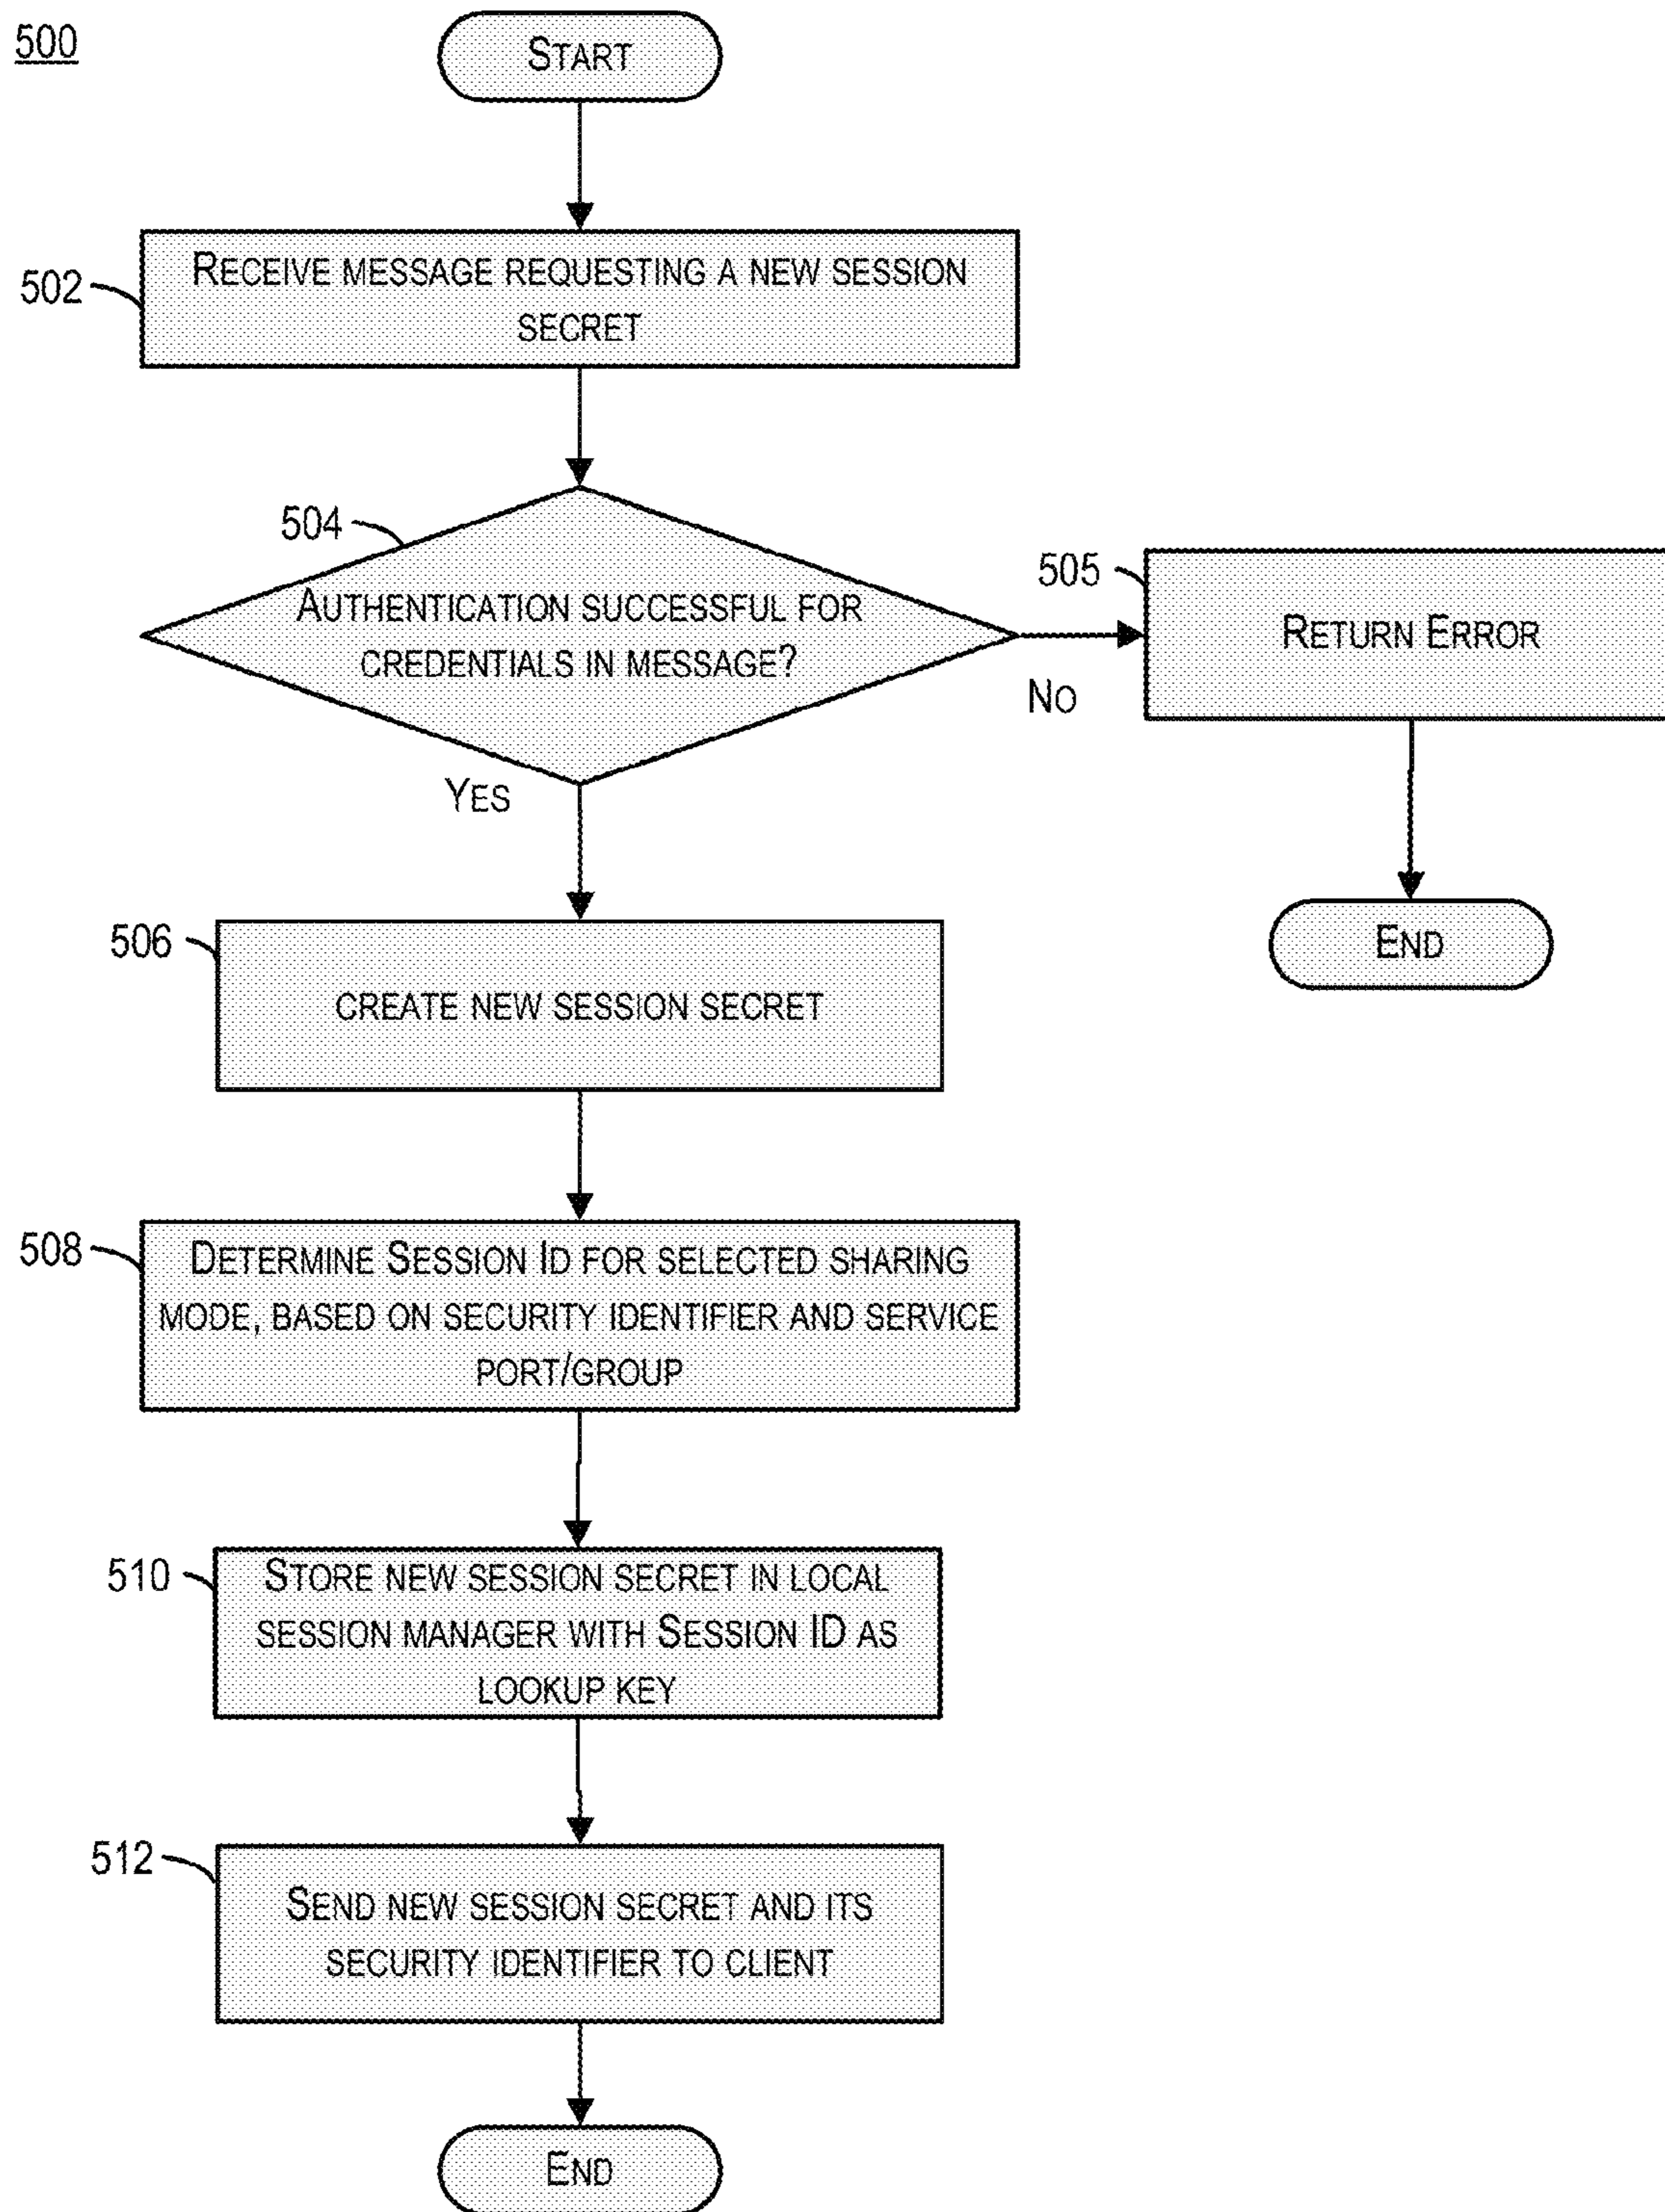 500
START
502
RECEIVE MESSAGE REQUESTING A NEW SESSION
SECRET
504
AUTHENTICATION SUCCESSFUL FOR
CREDENTIALS IN MESSAGE?
505
RETURN ERROR
NO
YES
END
506
CREATE NEW SESSION SECRET
508
DETERMINE SESSION ID FOR SELECTED SHARING
MODE, BASED ON SECURITY IDENTIFIER AND SERVICE
PORT/GROUP
510
STORE NEW SESSION SECRET IN LOCAL
SESSION MANAGER WITH SESSION ID AS
LOOKUP KEY
512
SEND NEW SESSION SECRET AND ITS
SECURITY IDENTIFIER TO CLIENT
END